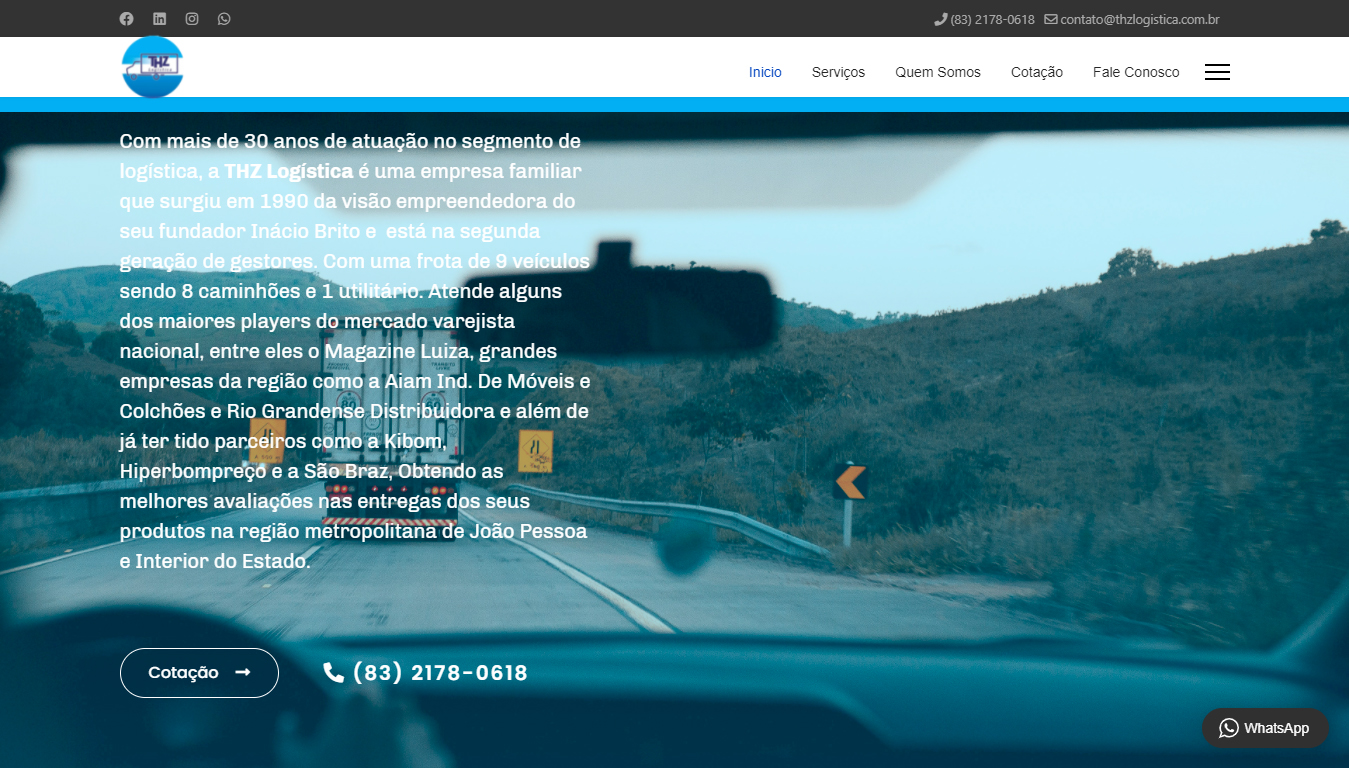 (83) 2178-0618 contato@thzlogistica.com.br
THZ
Inicio Serviços Quem Somos Cotação Fale Conosco
Com mais de 30 anos de atuação no segmento de
logística, a THZ Logística é uma empresa familiar
que surgiu em 1990 da visão empreendedora do
seu fundador Inácio Brito e está na segunda
geração de gestores. Com uma frota de 9 veículos
sendo 8 caminhões e 1 utilitário. Atende alguns
dos maiores players do mercado varejista
nacional, entre eles o Magazine Luiza, grandes
empresas da região como a Aiam Ind. De Móveis e
Colchões e Rio Grandense Distribuidora e além de
já ter tido parceiros como a Kibom,
Hiperbompreço e a São Braz, Obtendo as
melhores avaliações nas entregas dos seus
produtos na região metropolitana de João Pessoa
e Interior do Estado.
Cotação
(83) 2178-0618
WhatsApp